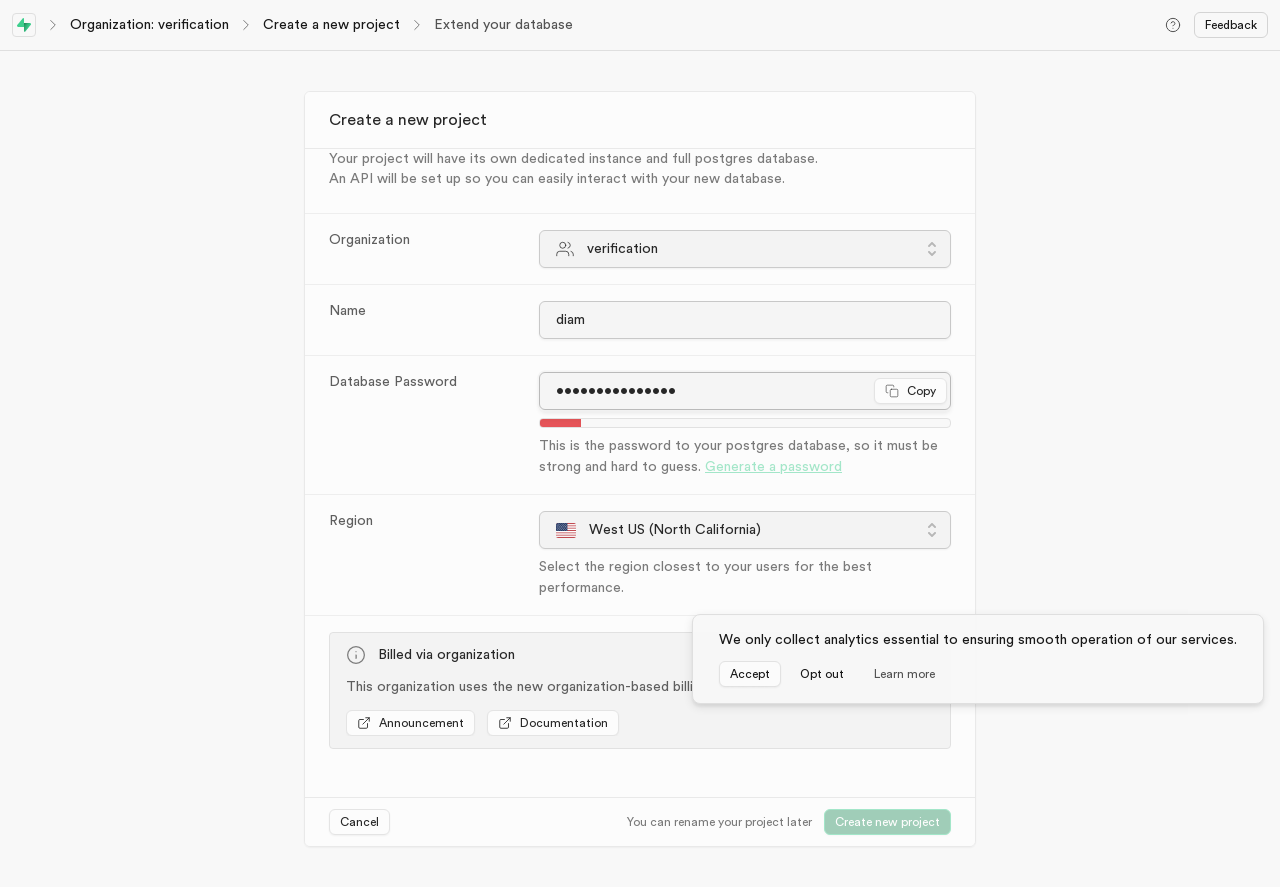 Organization: verification
Create a new project
Extend your database
Feedback
Create a new project
Your project will have its own dedicated instance and full postgres database.
An API will be set up so you can easily interact with your new database.
Organization
verification
Name
diam
Database Password
•••••••••••••••
Copy
This is the password to your postgres database, so it must be
strong and hard to guess. Generate a password
Region
West US (North California)
Select the region closest to your users for the best
performance.
We only collect analytics essential to ensuring smooth operation of our services.
Accept
Opt out
Learn more
Billed via organization
This organization uses the new organization-based
Announcement
Documentation
Cancel
You can rename your project later
Create new project